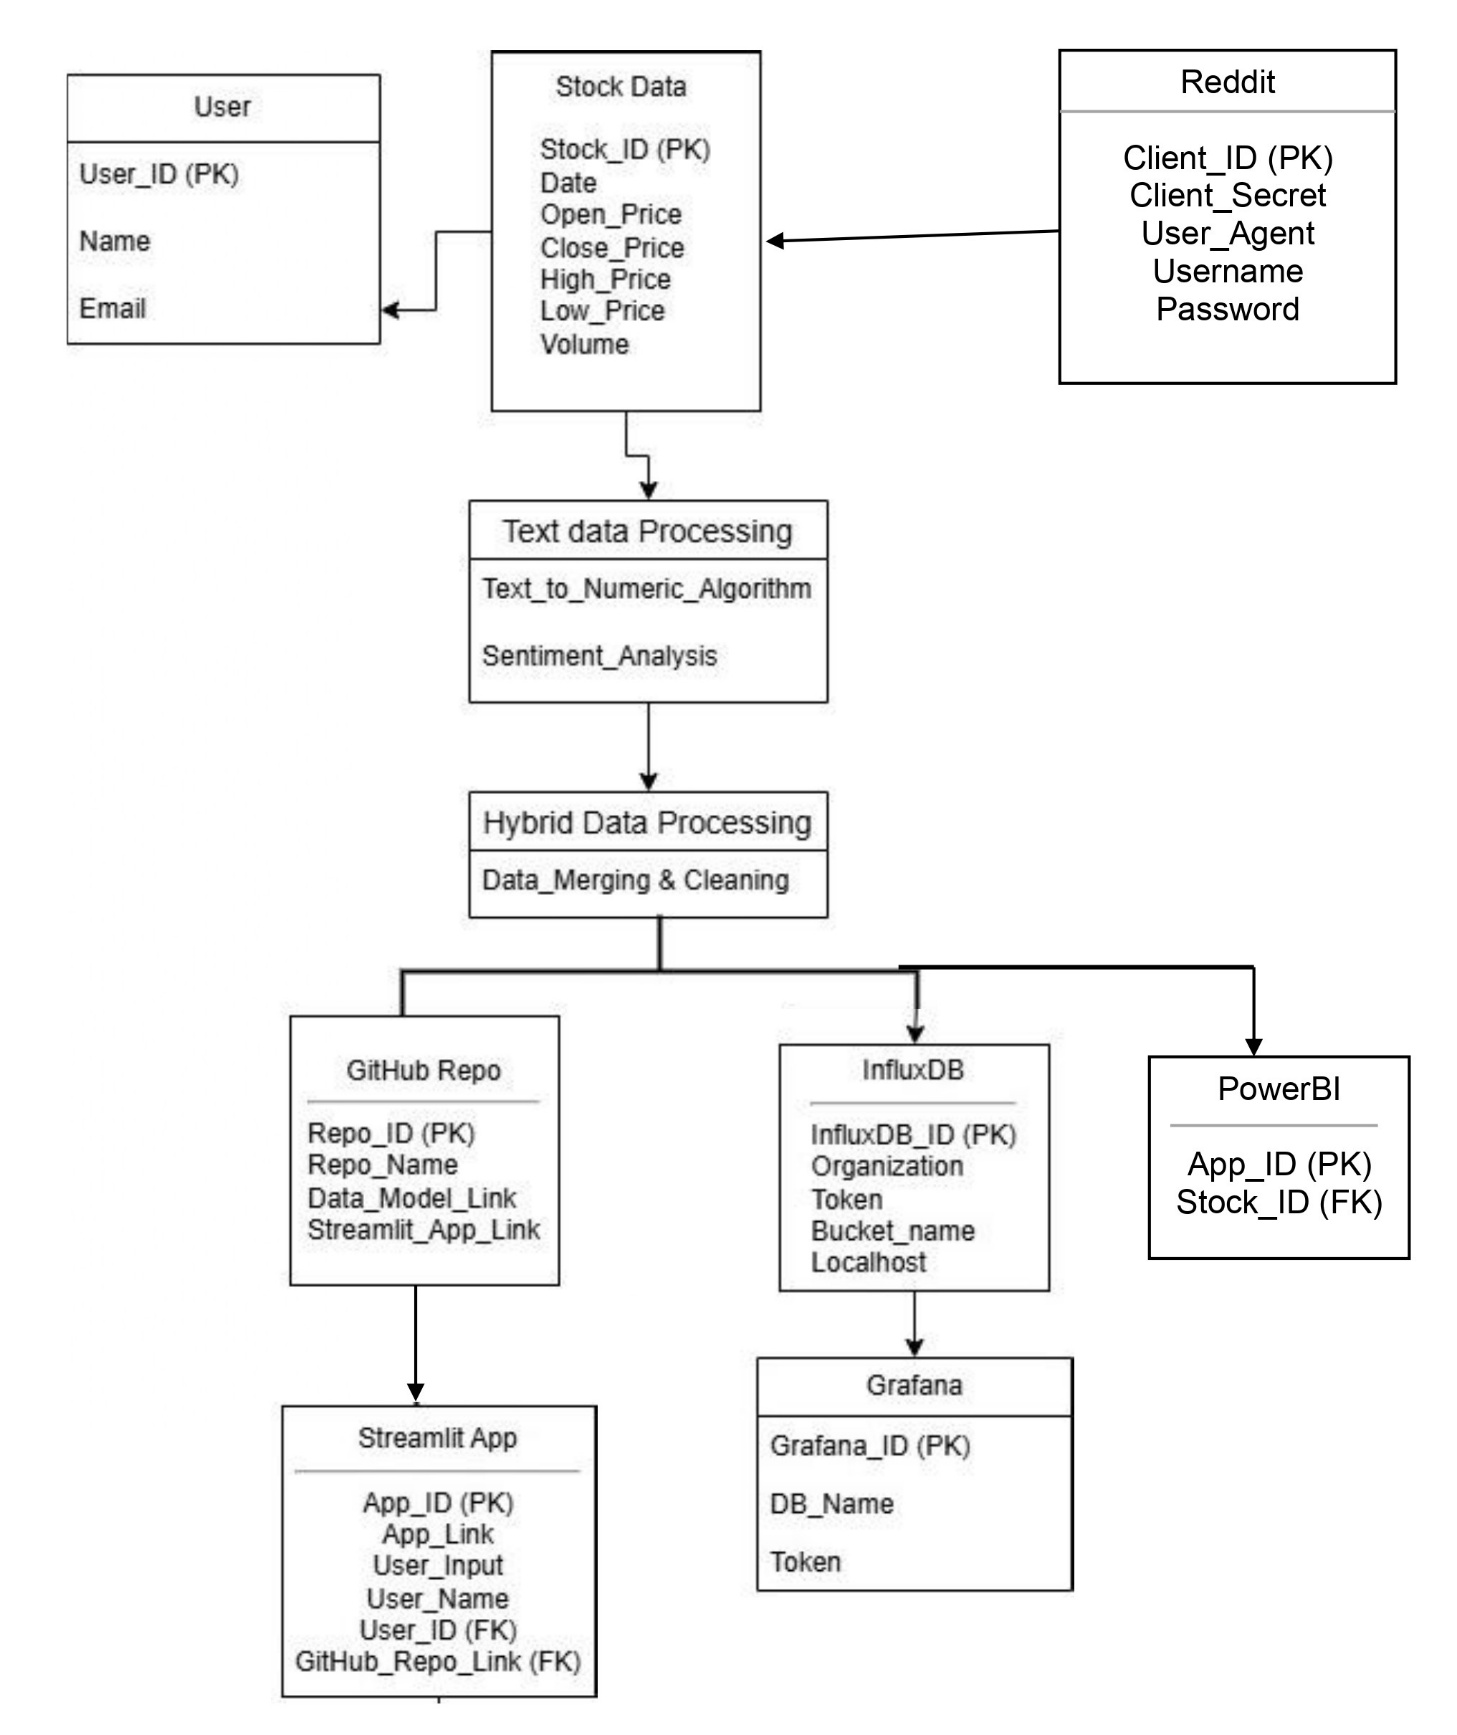 User
User_ID (PK)
Name
Email
Stock Data
Stock_ID (PK)
Date
Open_Price
Close_Price
High_Price
Low_Price
Volume
Reddit
Client_ID (PK)
Client_Secret
User_Agent
Username
Password
Text data Processing
Text_to_Numeric_Algorithm
Sentiment_Analysis
Hybrid Data Processing
Data_Merging & Cleaning
GitHub Repo
Repo_ID (PK)
Repo_Name
Data_Model_Link
Streamlit_App_Link
InfluxDB
InfluxDB_ID (PK)
Organization
Token
Bucket_name
Localhost
PowerBI
App_ID (PK)
Stock_ID (FK)
Streamlit App
App_ID (PK)
App_Link
User_Input
User_Name
User_ID (FK)
GitHub_Repo_Link (FK)
Grafana
Grafana_ID (PK)
DB_Name
Token